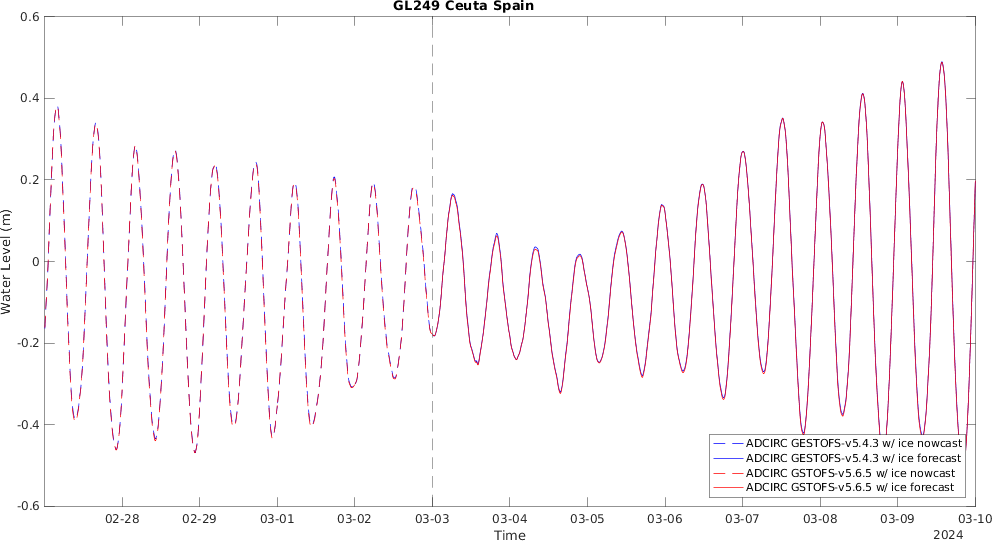 GL249 Ceuta Spain
Water Level (m)
0.6
0.4
0.2
0
-0.2
-0.4
-0.6
ADCIRC GESTOFS-v5.4.3 w/ ice nowcast
ADCIRC GESTOFS-v5.4.3 w/ ice forecast
ADCIRC GSTOFS-v5.6.5 w/ ice nowcast
ADCIRC GSTOFS-v5.6.5 w/ ice forecast
02-28 02-29 03-01 03-02 03-03 03-04 03-05 03-06 03-07 03-08 03-09 03-10
Time
2024